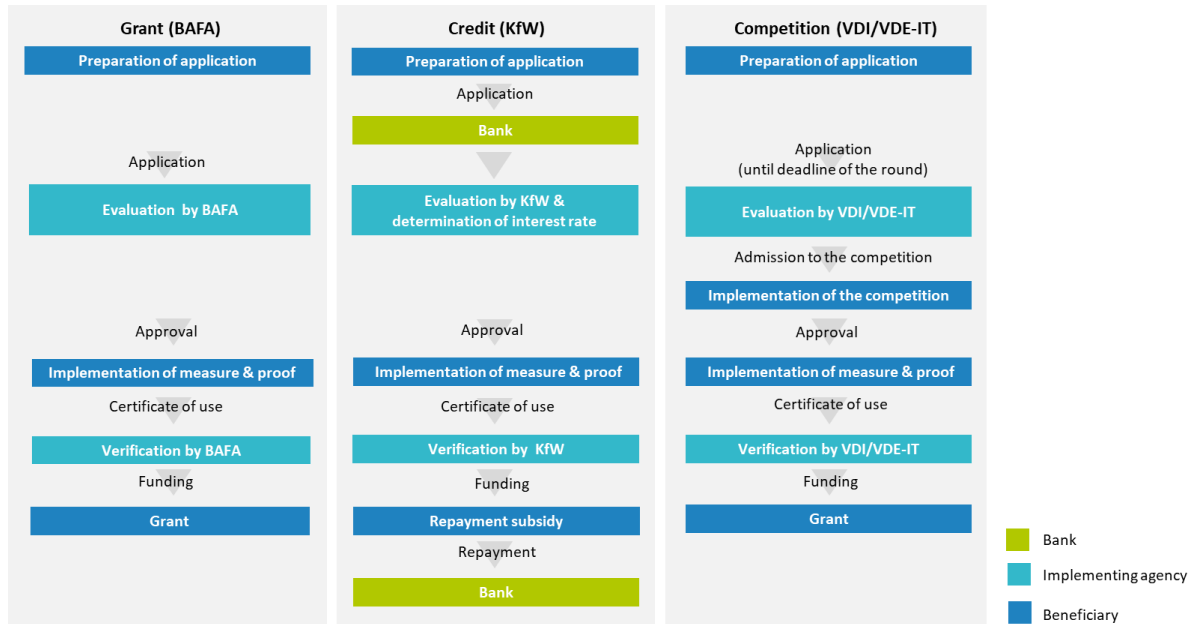 Grant (BAFA)
Preparation of application
Application
Evaluation by BAFA
Approval
Implementation of measure & proof
Certificate of use
Verification by BAFA
Funding
Grant
Credit (KfW)
Preparation of application
Application
Bank
Evaluation by KfW &
determination of interest rate
Approval
Implementation of measure & proof
Certificate of use
Verification by KfW
Funding
Repayment subsidy
Repayment
Bank
Competition (VDI/VDE-IT)
Preparation of application
Application
(until deadline of the round)
Evaluation by VDI/VDE-IT
Admission to the competition
Implementation of the competition
Approval
Implementation of measure & proof
Certificate of use
Verification by VDI/VDE-IT
Funding
Grant
Bank
Implementing agency
Beneficiary